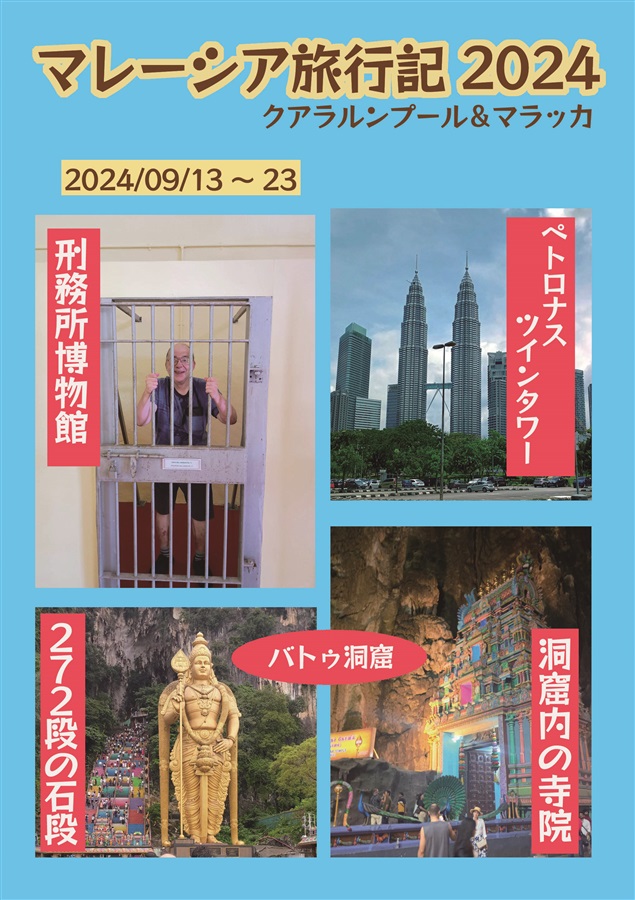 マレーシア旅行記 2024
クアラルンプール＆マラッカ
2024/09/13 ～ 23
刑務所博物館
ペトロナス
ツインタワー
バトゥ洞窟
272段の石段
洞窟内の寺院